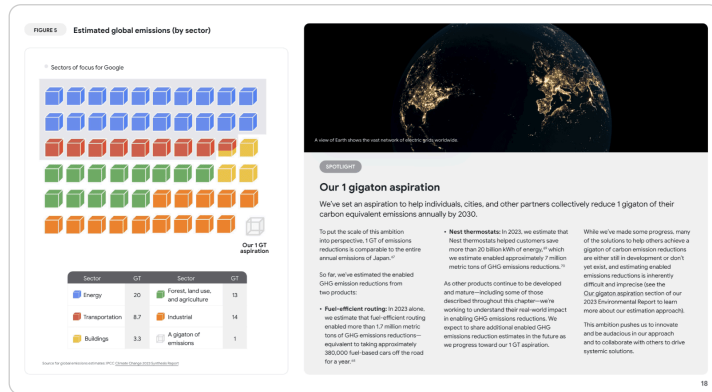 FIGURE 5
Estimated global emissions (by sector)
Sectors of focus for Google
Our 1 GT
aspiration
Sector GT Sector GT
Energy 20 Forest, land use, and agriculture 13
Transportation 8.7 Industrial 14
Buildings 3.3 A gigaton of emissions 1
Source for global emissions estimates: IPCC Climate Change 2022 Synthesis Report
A view of Earth shows the vast network of electric grids worldwide.
SPOTLIGHT
Our 1 gigaton aspiration
We've set an aspiration to help individuals, cities, and other partners collectively reduce 1 gigaton of their
carbon equivalent emissions annually by 2030.
To put the scale of this ambition
into perspective, 1 GT of emissions
reductions is comparable to the entire
annual emissions of Japan.
So far, we've estimated the enabled
GHG emission reductions from
two products:
• Fuel-efficient routing: In 2023 alone,
we estimate that fuel-efficient routing
enabled more than 1.7 million metric
tons of GHG emissions reductions—
equivalent to taking approximately
380,000 fuel-based cars off the road
for a year.
• Nest thermostats: In 2023, we estimate that
Nest thermostats helped customers save
more than 20 billion kWh of energy, which
we estimate enabled approximately 7 million
metric tons of GHG emissions reductions.
As other products continue to be developed
and mature—including some of those
described throughout this chapter—we're
working to understand their real-world impact
in enabling GHG emissions reductions. We
expect to share additional enabled GHG
emissions reduction estimates in the future as
we progress toward our 1 GT aspiration.
While we've made some progress, many
of the solutions to help others achieve a
gigaton of carbon emission reductions
are either still in development or don't
yet exist, and estimating enabled
emissions reductions is inherently
difficult and imprecise (see the
Our gigaton aspiration section of our
2023 Environmental Report to learn
more about our estimation approach).
This ambition pushes us to innovate
and be audacious in our approach
and to collaborate with others to drive
systemic solutions.
18